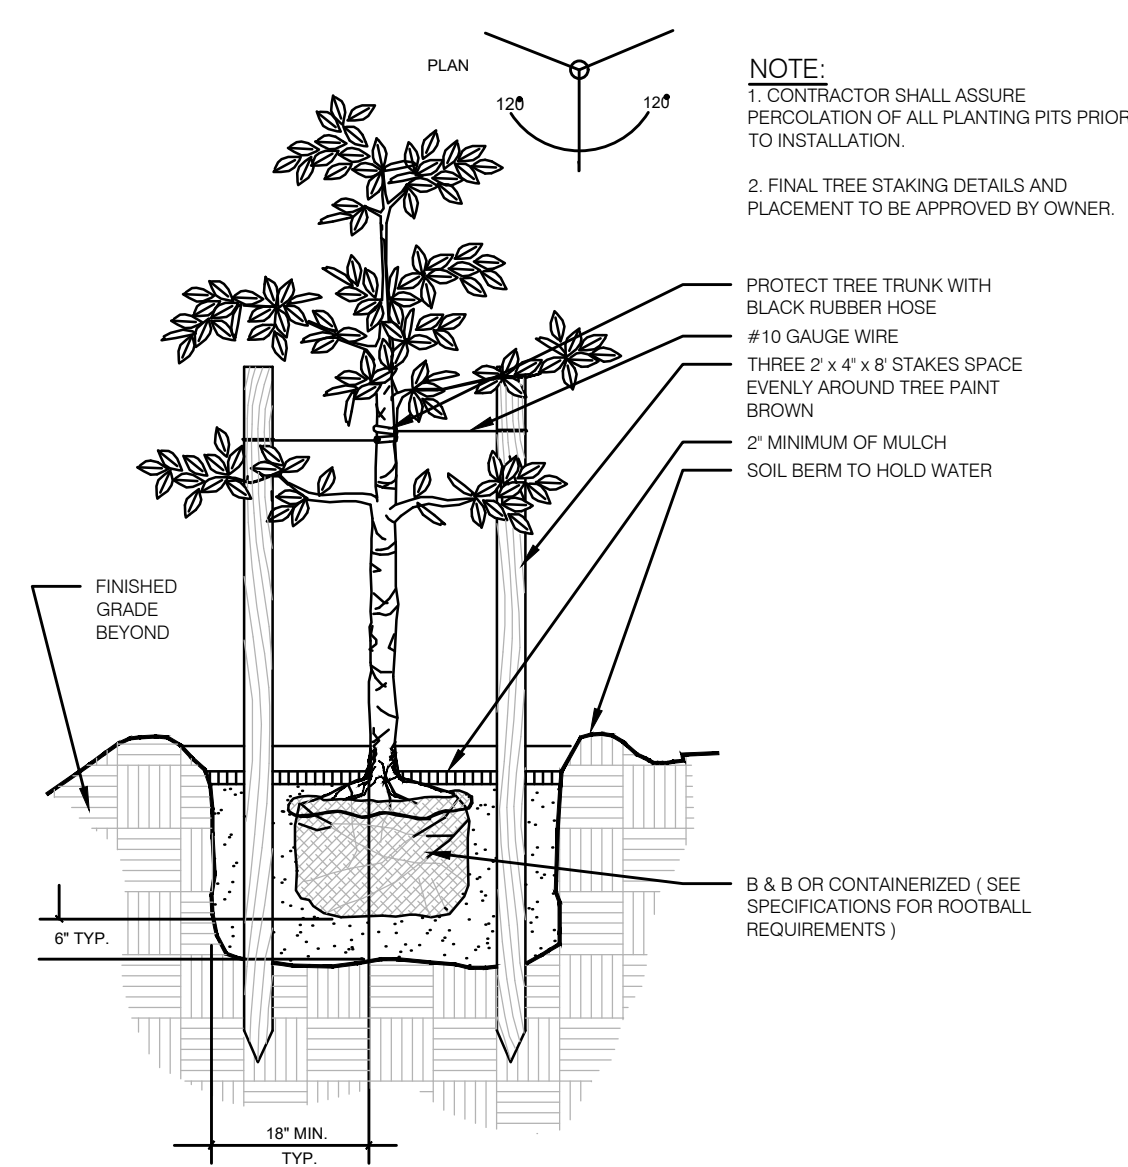 PLAN
120°
120°
NOTE:
1. CONTRACTOR SHALL ASSURE
PERCOLATION OF ALL PLANTING PITS PRIOR
TO INSTALLATION.
2. FINAL TREE STAKING DETAILS AND
PLACEMENT TO BE APPROVED BY OWNER.
PROTECT TREE TRUNK WITH
BLACK RUBBER HOSE
#10 GAUGE WIRE
THREE 2' x 4" x 8' STAKES SPACE
EVENLY AROUND TREE PAINT
BROWN
2" MINIMUM OF MULCH
SOIL BERM TO HOLD WATER
FINISHED
GRADE
BEYOND
B & B OR CONTAINERIZED ( SEE
SPECIFICATIONS FOR ROOTBALL
REQUIREMENTS )
6" TYP.
18" MIN.
TYP.